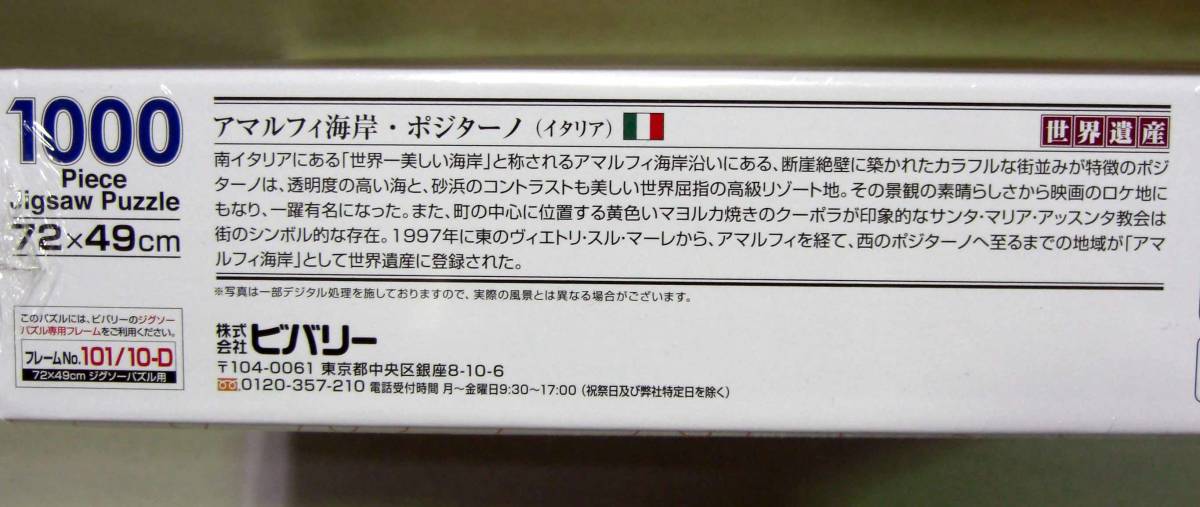 1000
Piece
Jigsaw Puzzle
72×49cm
このパズルには、ビバリーのジグソー
パズル専用フレームをご利用ください。
フレームNo.101/10-D
72×49cm ジグソーパズル用
アマルフィ海岸・ポジターノ（イタリア）
世界遺産
南イタリアにある「世界一美しい海岸」と称されるアマルフィ海岸沿いにある、断崖絶壁に築かれたカラフルな街並みが特徴のポジ
ターノは、透明度の高い海と、砂浜のコントラストも美しい世界屈指の高級リゾート地。その景観の素晴らしさから映画のロケ地に
もなり、一躍有名になった。また、町の中心に位置する黄色いマヨルカ焼きのクーポラが印象的なサンタ・マリア・アッスンタ教会は
街のシンボル的な存在。1997年に東のヴィエトリ・スル・マーレから、アマルフィを経て、西のポジターノへ至るまでの地域が「アマ
ルフィ海岸」として世界遺産に登録された。
※写真は一部デジタル処理を施しておりますので、実際の風景とは異なる場合がございます。
株式会社 ビバリー
〒104-0061 東京都中央区銀座8-10-6
0120-357-210 電話受付時間 月〜金曜日9:30〜17:00（祝祭日及び弊社特定日を除く）